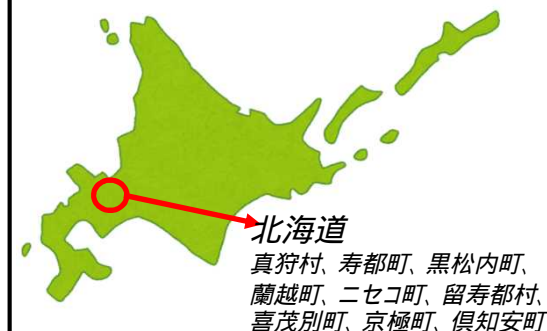 北海道
真狩村、寿都町、黒松内町、
蘭越町、ニセコ町、留寿都村、
喜茂別町、京極町、倶知安町